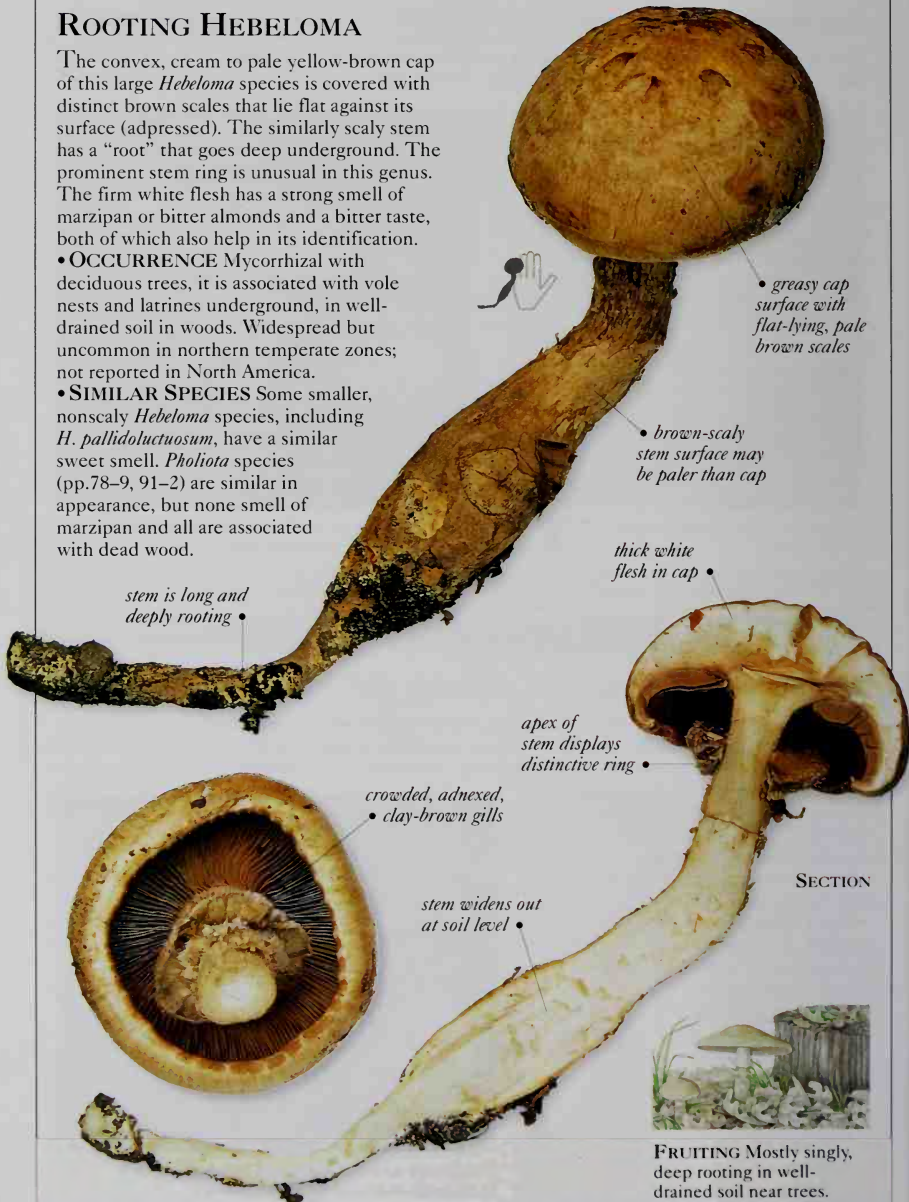 ROOTING HEBELOMA
The convex, cream to pale yellow-brown cap
of this large Hebeloma species is covered with
distinct brown scales that lie flat against its
surface (adpressed). The similarly scaly stem
has a “root” that goes deep underground. The
prominent stem ring is unusual in this genus.
The firm white flesh has a strong smell of
marzipan or bitter almonds and a bitter taste,
both of which also help in its identification.
• OCCURRENCE Mycorrhizal with
deciduous trees, it is associated with vole
nests and latrines underground, in well-
drained soil in woods. Widespread but
uncommon in northern temperate zones;
not reported in North America.
• SIMILAR SPECIES Some smaller,
nonscaly Hebeloma species, including
H. pallidoluctuosum, have a similar
sweet smell. Pholiota species
(pp.78–9, 91–2) are similar in
appearance, but none smell of
marzipan and all are associated
with dead wood.
• greasy cap
surface with
flat-lying, pale
brown scales
• brown-scaly
stem surface may
be paler than cap
stem is long and
deeply rooting •
thick white
flesh in cap •
apex of
stem displays
distinctive ring •
crowded, adnexed,
• clay-brown gills
SECTION
stem widens out
at soil level •
FRUITING Mostly singly,
deep rooting in well-
drained soil near trees.